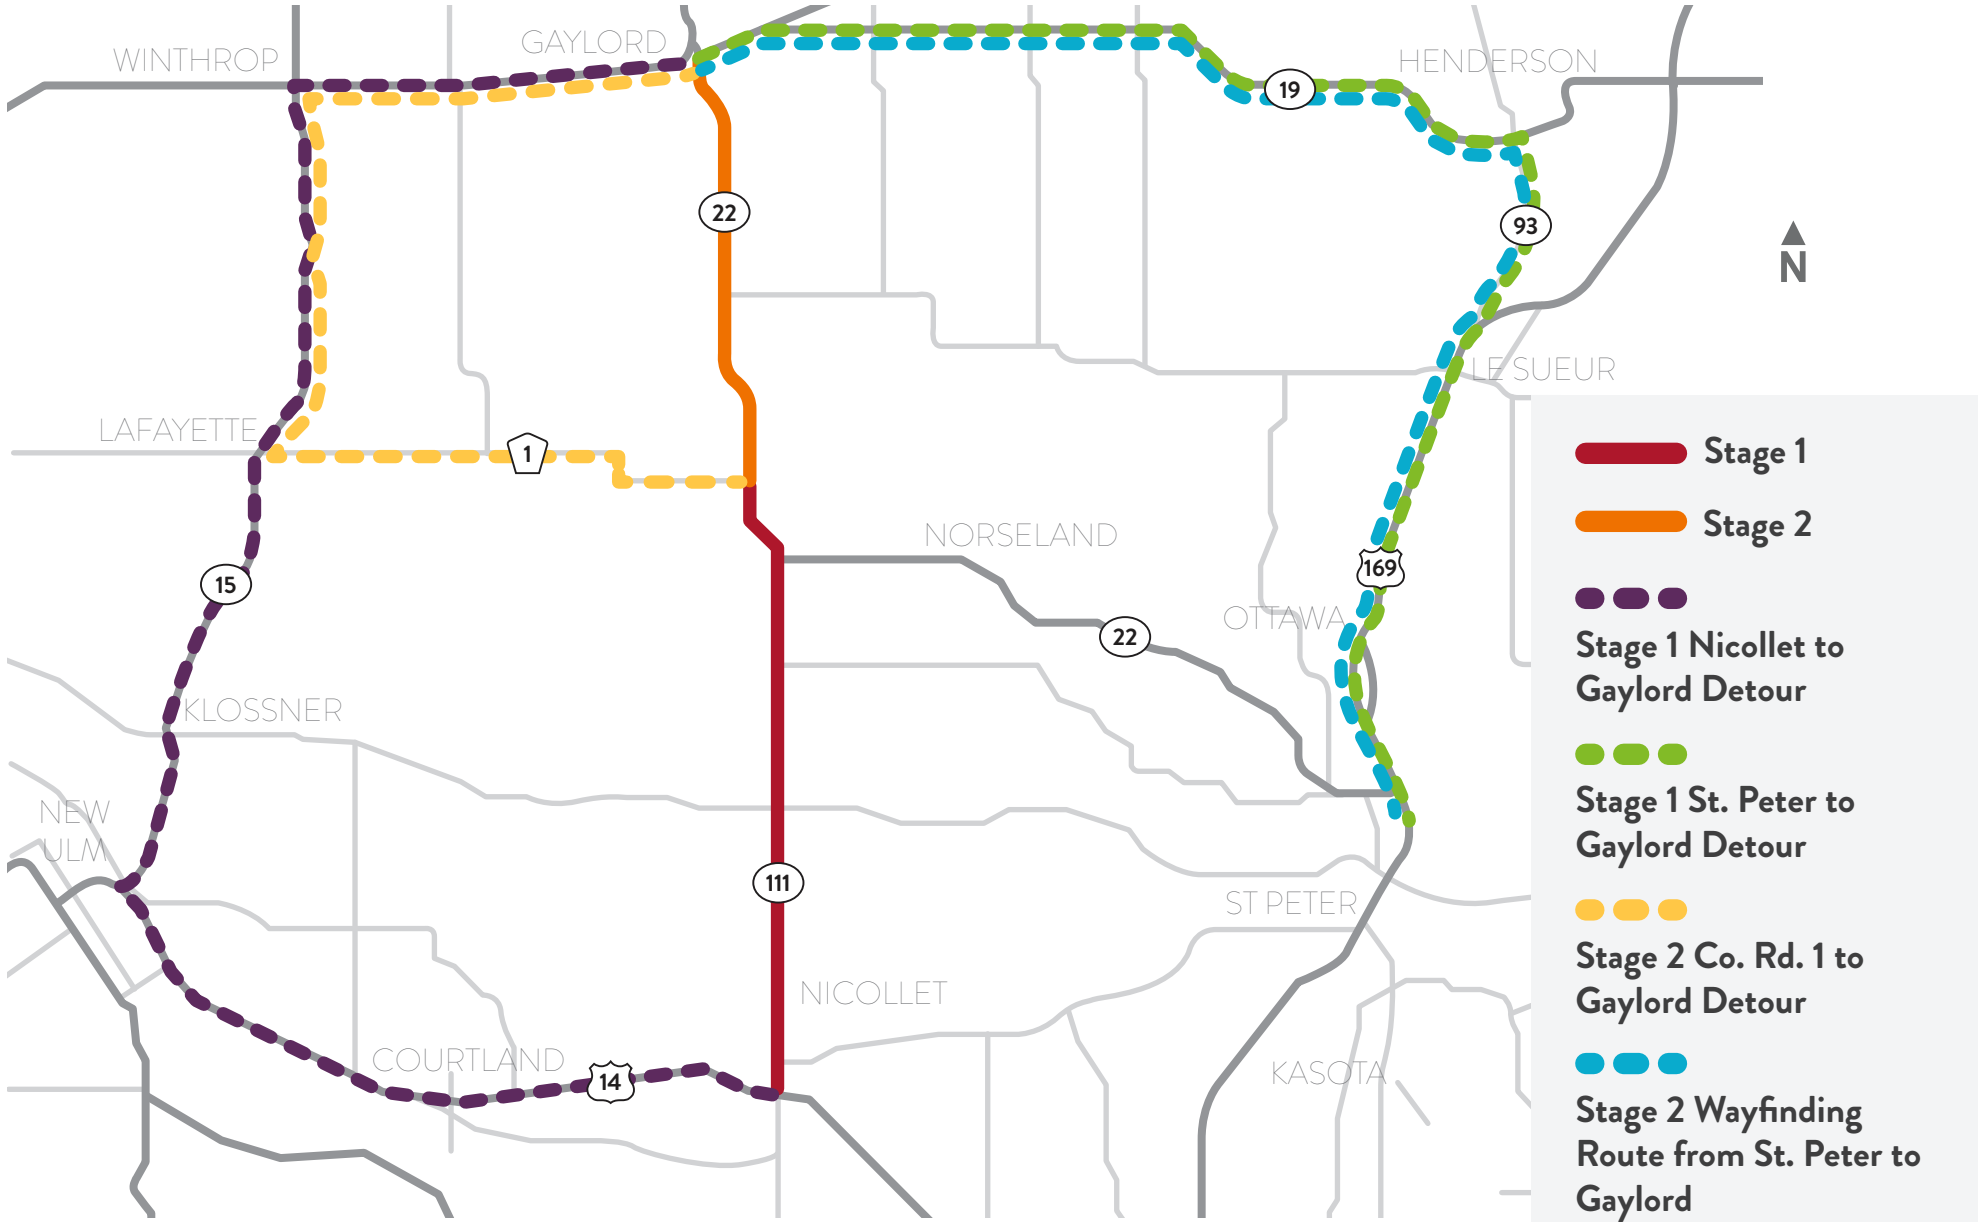 WINTHROP
GAYLORD
HENDERSON
19
22
93
N
LE SUEUR
LAFAYETTE
1
NORSELAND
15
169
OTTAWA
22
KLOSSNER
NEW
ULM
111
ST PETER
NICOLLET
COURTLAND
14
KASOTA
Stage 1
Stage 2
Stage 1 Nicollet to
Gaylord Detour
Stage 1 St. Peter to
Gaylord Detour
Stage 2 Co. Rd. 1 to
Gaylord Detour
Stage 2 Wayfinding
Route from St. Peter to
Gaylord